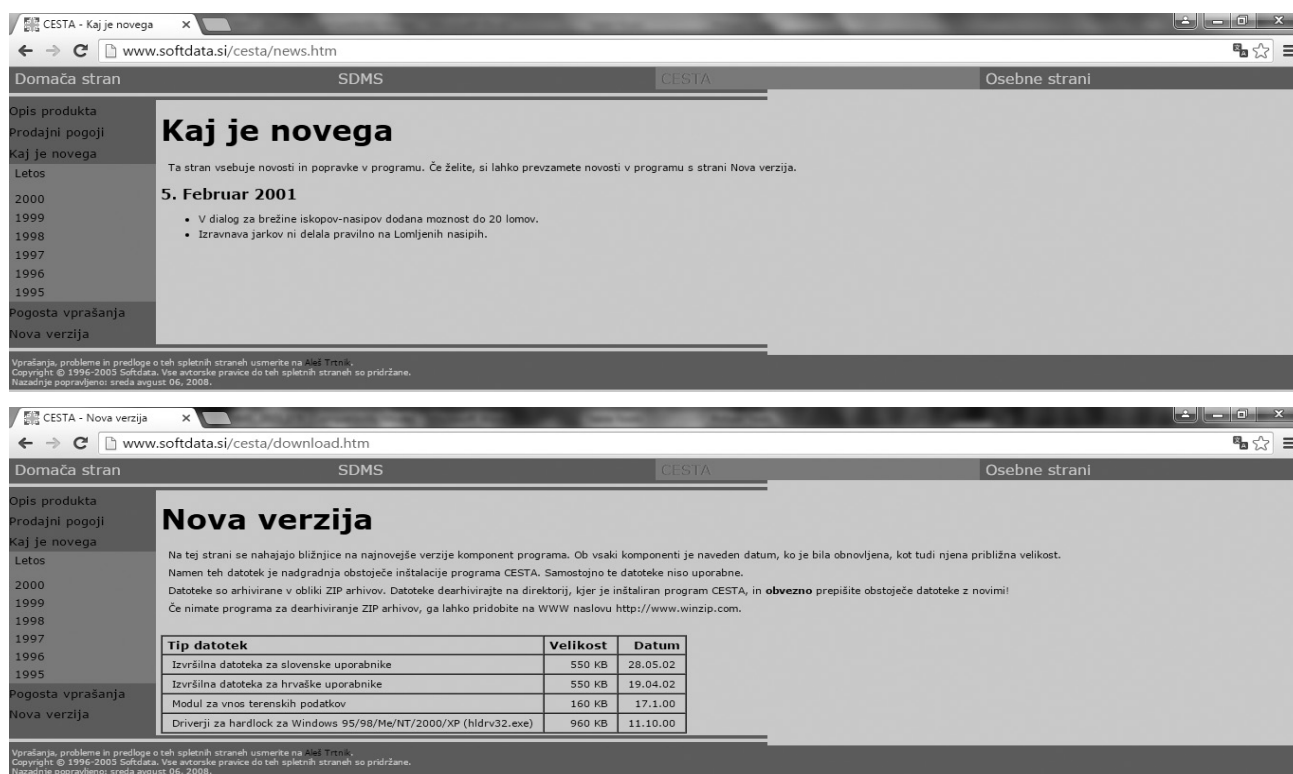 CESTA - Kaj je novega
www.softdata.si/cesta/news.htm
Domača stran SDMS CESTA Osebne strani
Opis produkta
Prodajni pogoji
Kaj je novega
Letos
2000
1999
1998
1997
1996
1995
Pogosta vprašanja
Nova verzija
Kaj je novega
Ta stran vsebuje novosti in popravke v programu. Če želite, si lahko prevzamete novosti v programu s strani Nova verzija.
5. Februar 2001
• V dialog za brežine iskopov-nasipov dodana moznost do 20 lomov.
• Izravnava jarkov ni delala pravilno na Lomljenih nasipih.
Vprašanja, probleme in predloge o teh spletnih straneh usmerite na Aleš Trtnik.
Copyright © 1996-2005 Softdata. Vse avtorske pravice do teh spletnih straneh so pridržane.
Nazadnje popravljeno: sreda avgust 06, 2008.
CESTA - Nova verzija
www.softdata.si/cesta/download.htm
Domača stran SDMS CESTA Osebne strani
Opis produkta
Prodajni pogoji
Kaj je novega
Letos
2000
1999
1998
1997
1996
1995
Pogosta vprašanja
Nova verzija
Nova verzija
Na tej strani se nahajajo bližnjice na najnovejše verzije komponent programa. Ob vsaki komponenti je naveden datum, ko je bila obnovljena, kot tudi njena približna velikost.
Namen teh datotek je nadgradnja obstoječe inštalacije programa CESTA. Samostojno te datoteke niso uporabne.
Datoteke so arhivirane v obliki ZIP arhivov. Datoteke dearhivirajte na direktorij, kjer je inštaliran program CESTA, in obvezno prepišite obstoječe datoteke z novimi!
Če nimate programa za dearhiviranje ZIP arhivov, ga lahko pridobite na WWW naslovu http://www.winzip.com.
Tip datotek Velikost Datum
Izvršilna datoteka za slovenske uporabnike 550 KB 28.05.02
Izvršilna datoteka za hrvaške uporabnike 550 KB 19.04.02
Modul za vnos terenskih podatkov 160 KB 17.1.00
Driverji za hardlock za Windows 95/98/Me/NT/2000/XP (hldrv32.exe) 960 KB 11.10.00
Vprašanja, probleme in predloge o teh spletnih straneh usmerite na Aleš Trtnik.
Copyright © 1996-2005 Softdata. Vse avtorske pravice do teh spletnih straneh so pridržane.
Nazadnje popravljeno: sreda avgust 06, 2008.